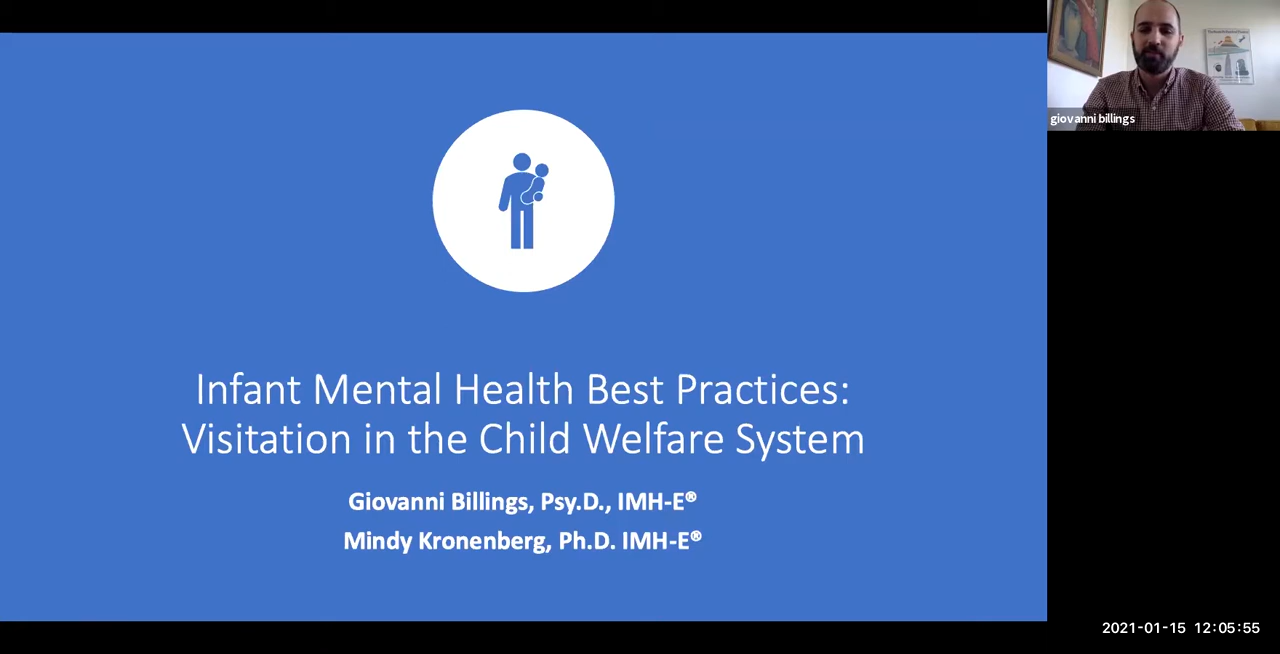 Infant Mental Health Best Practices:
Visitation in the Child Welfare System
Giovanni Billings, Psy.D., IMH-E®
Mindy Kronenberg, Ph.D. IMH-E®
giovanni billings
2021-01-15 12:05:55